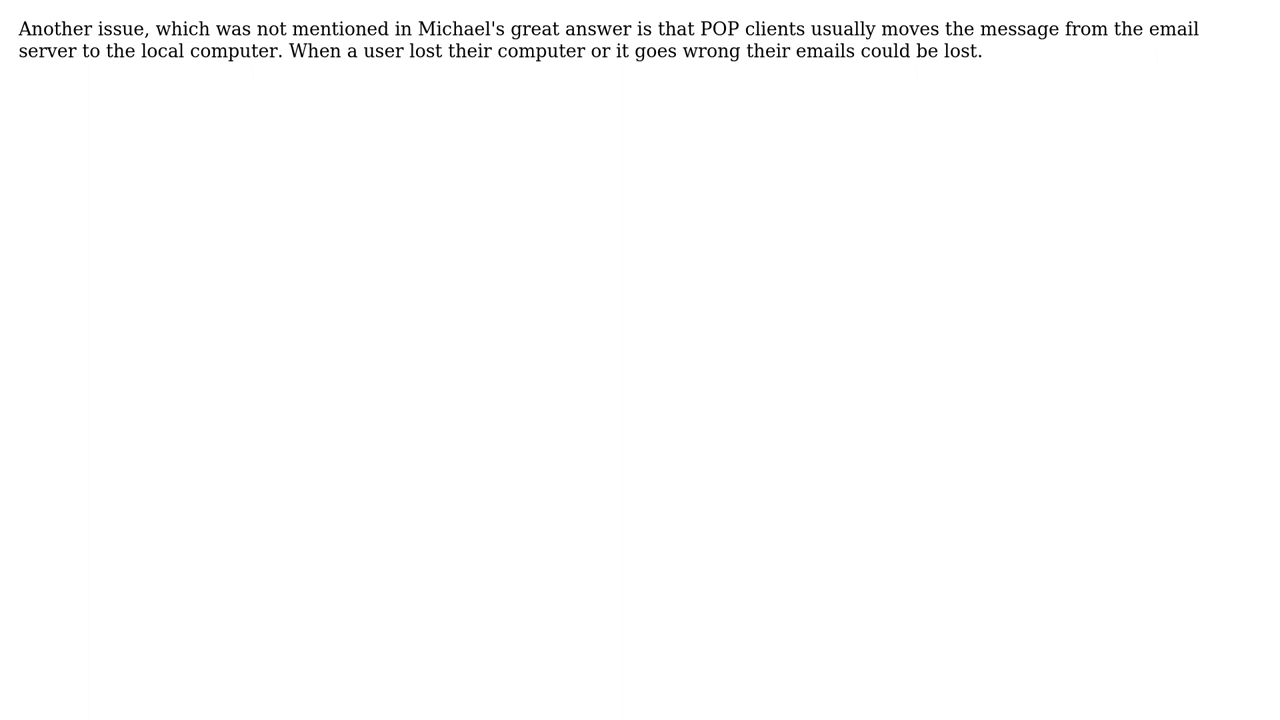 Another issue, which was not mentioned in Michael's great answer is that POP clients usually moves the message from the email
server to the local computer. When a user lost their computer or it goes wrong their emails could be lost.